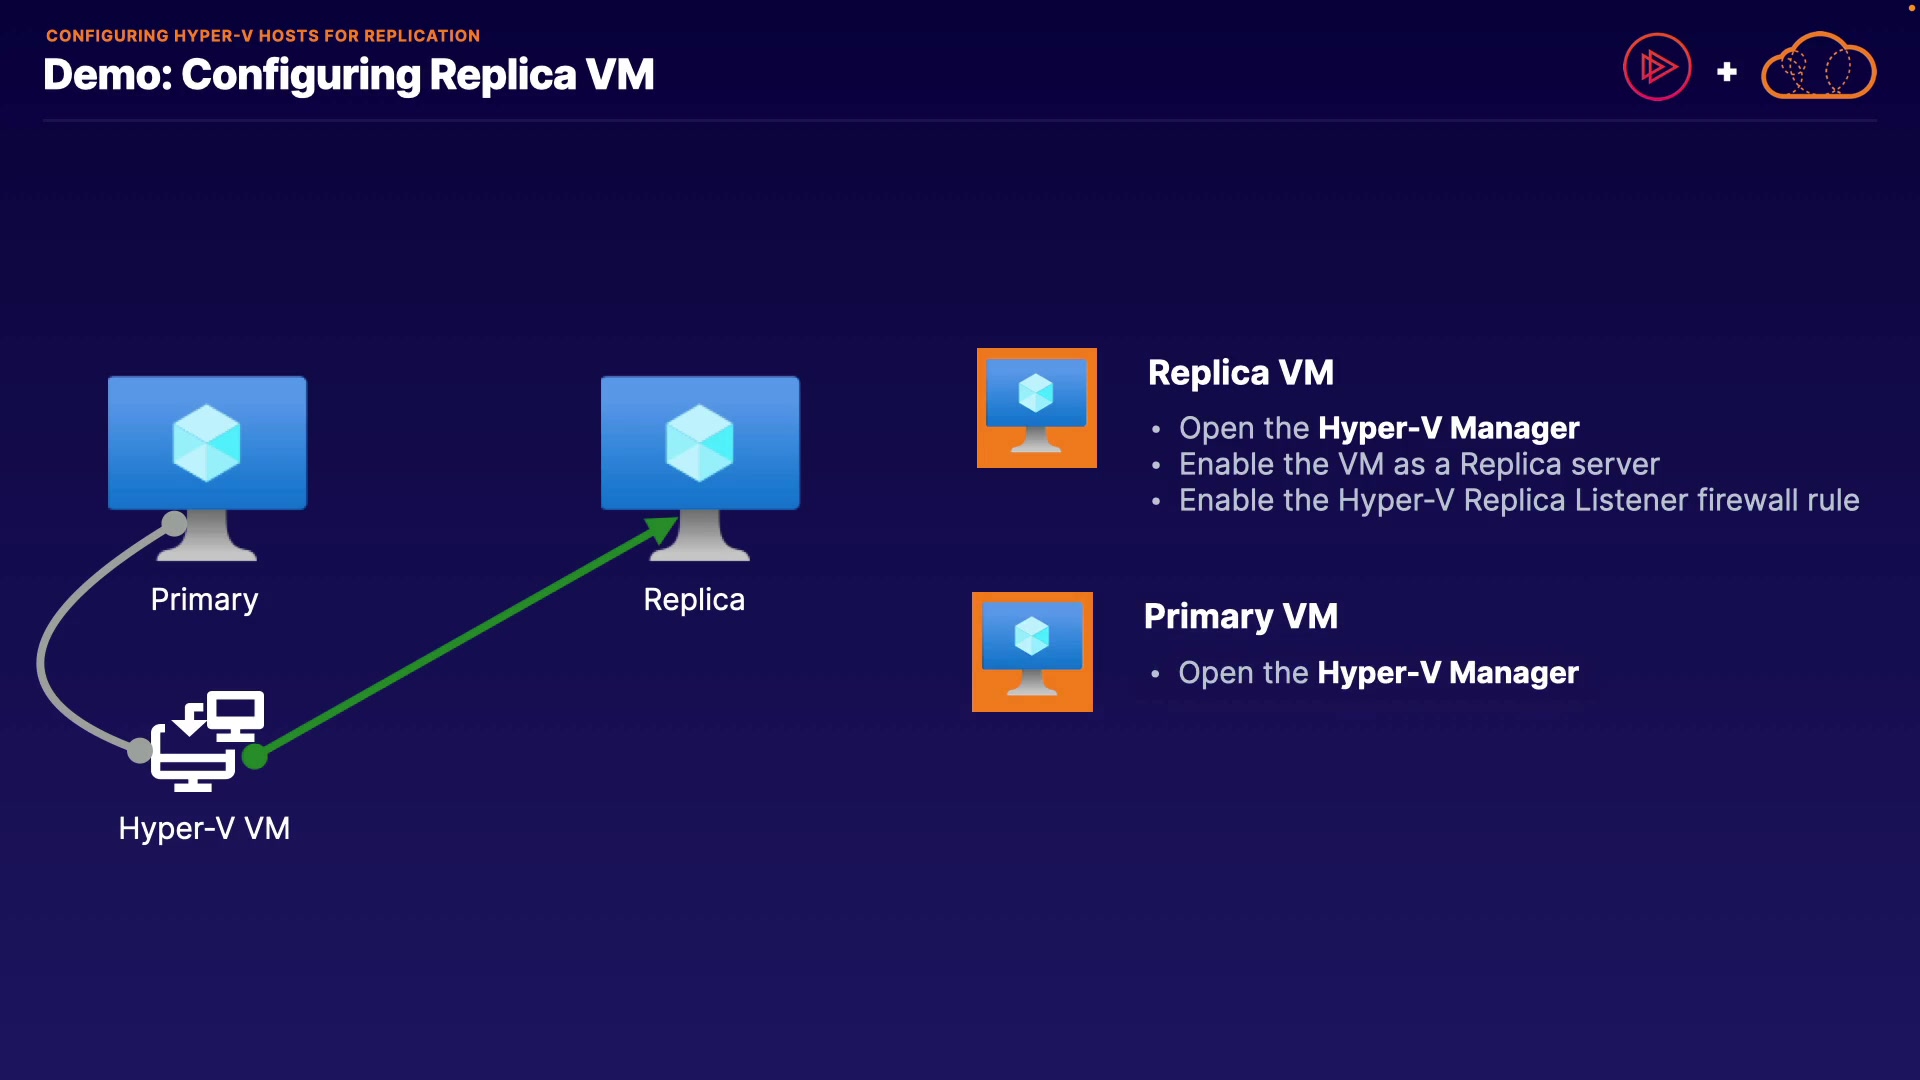 CONFIGURING HYPER-V HOSTS FOR REPLICATION
Demo: Configuring Replica VM
Primary
Replica
Hyper-V VM
Replica VM
• Open the Hyper-V Manager
• Enable the VM as a Replica server
• Enable the Hyper-V Replica Listener firewall rule
Primary VM
• Open the Hyper-V Manager